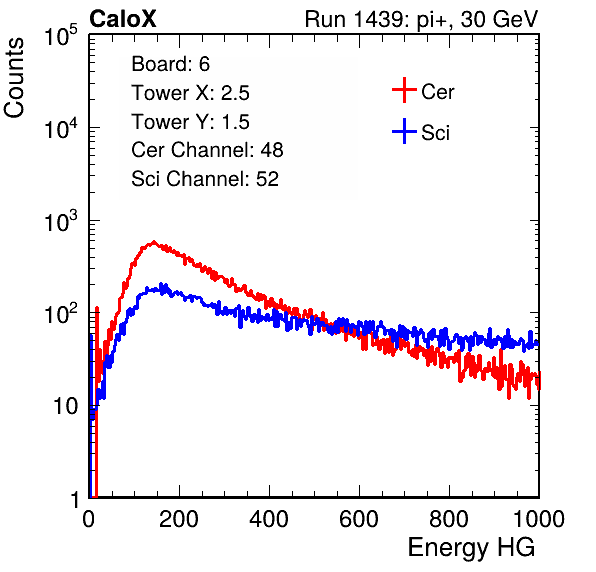 CaloX Run 1439: pi+, 30 GeV
Counts
Board: 6
Tower X: 2.5
Tower Y: 1.5
Cer Channel: 48
Sci Channel: 52
Cer
Sci
10^5
10^4
10^3
10^2
10
1
0 200 400 600 800 1000
Energy HG